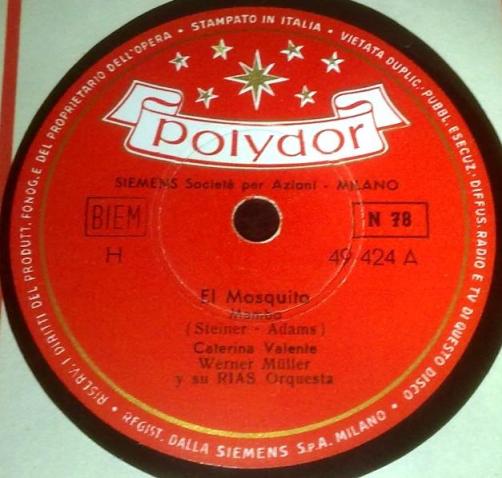 RISERV. I DIRITTI DEL PRODUTT. FONOG. E DEL PROPRIETARIO DELL'OPERA • STAMPATO IN ITALIA • VIETATA DUPLIC. PUBBL. ESECUZ. DIFFUS. RADIO E TV DI QUESTO DISCO
polydor
SIEMENS Società per Azioni - MILANO
BIEM
N 78
H
49 424 A
El Mosquito
Mambo
(Steiner - Adams)
Caterina Valente
Werner Müller
y su RIAS Orquesta
• REGIST. DALLA SIEMENS S.P.A. MILANO •